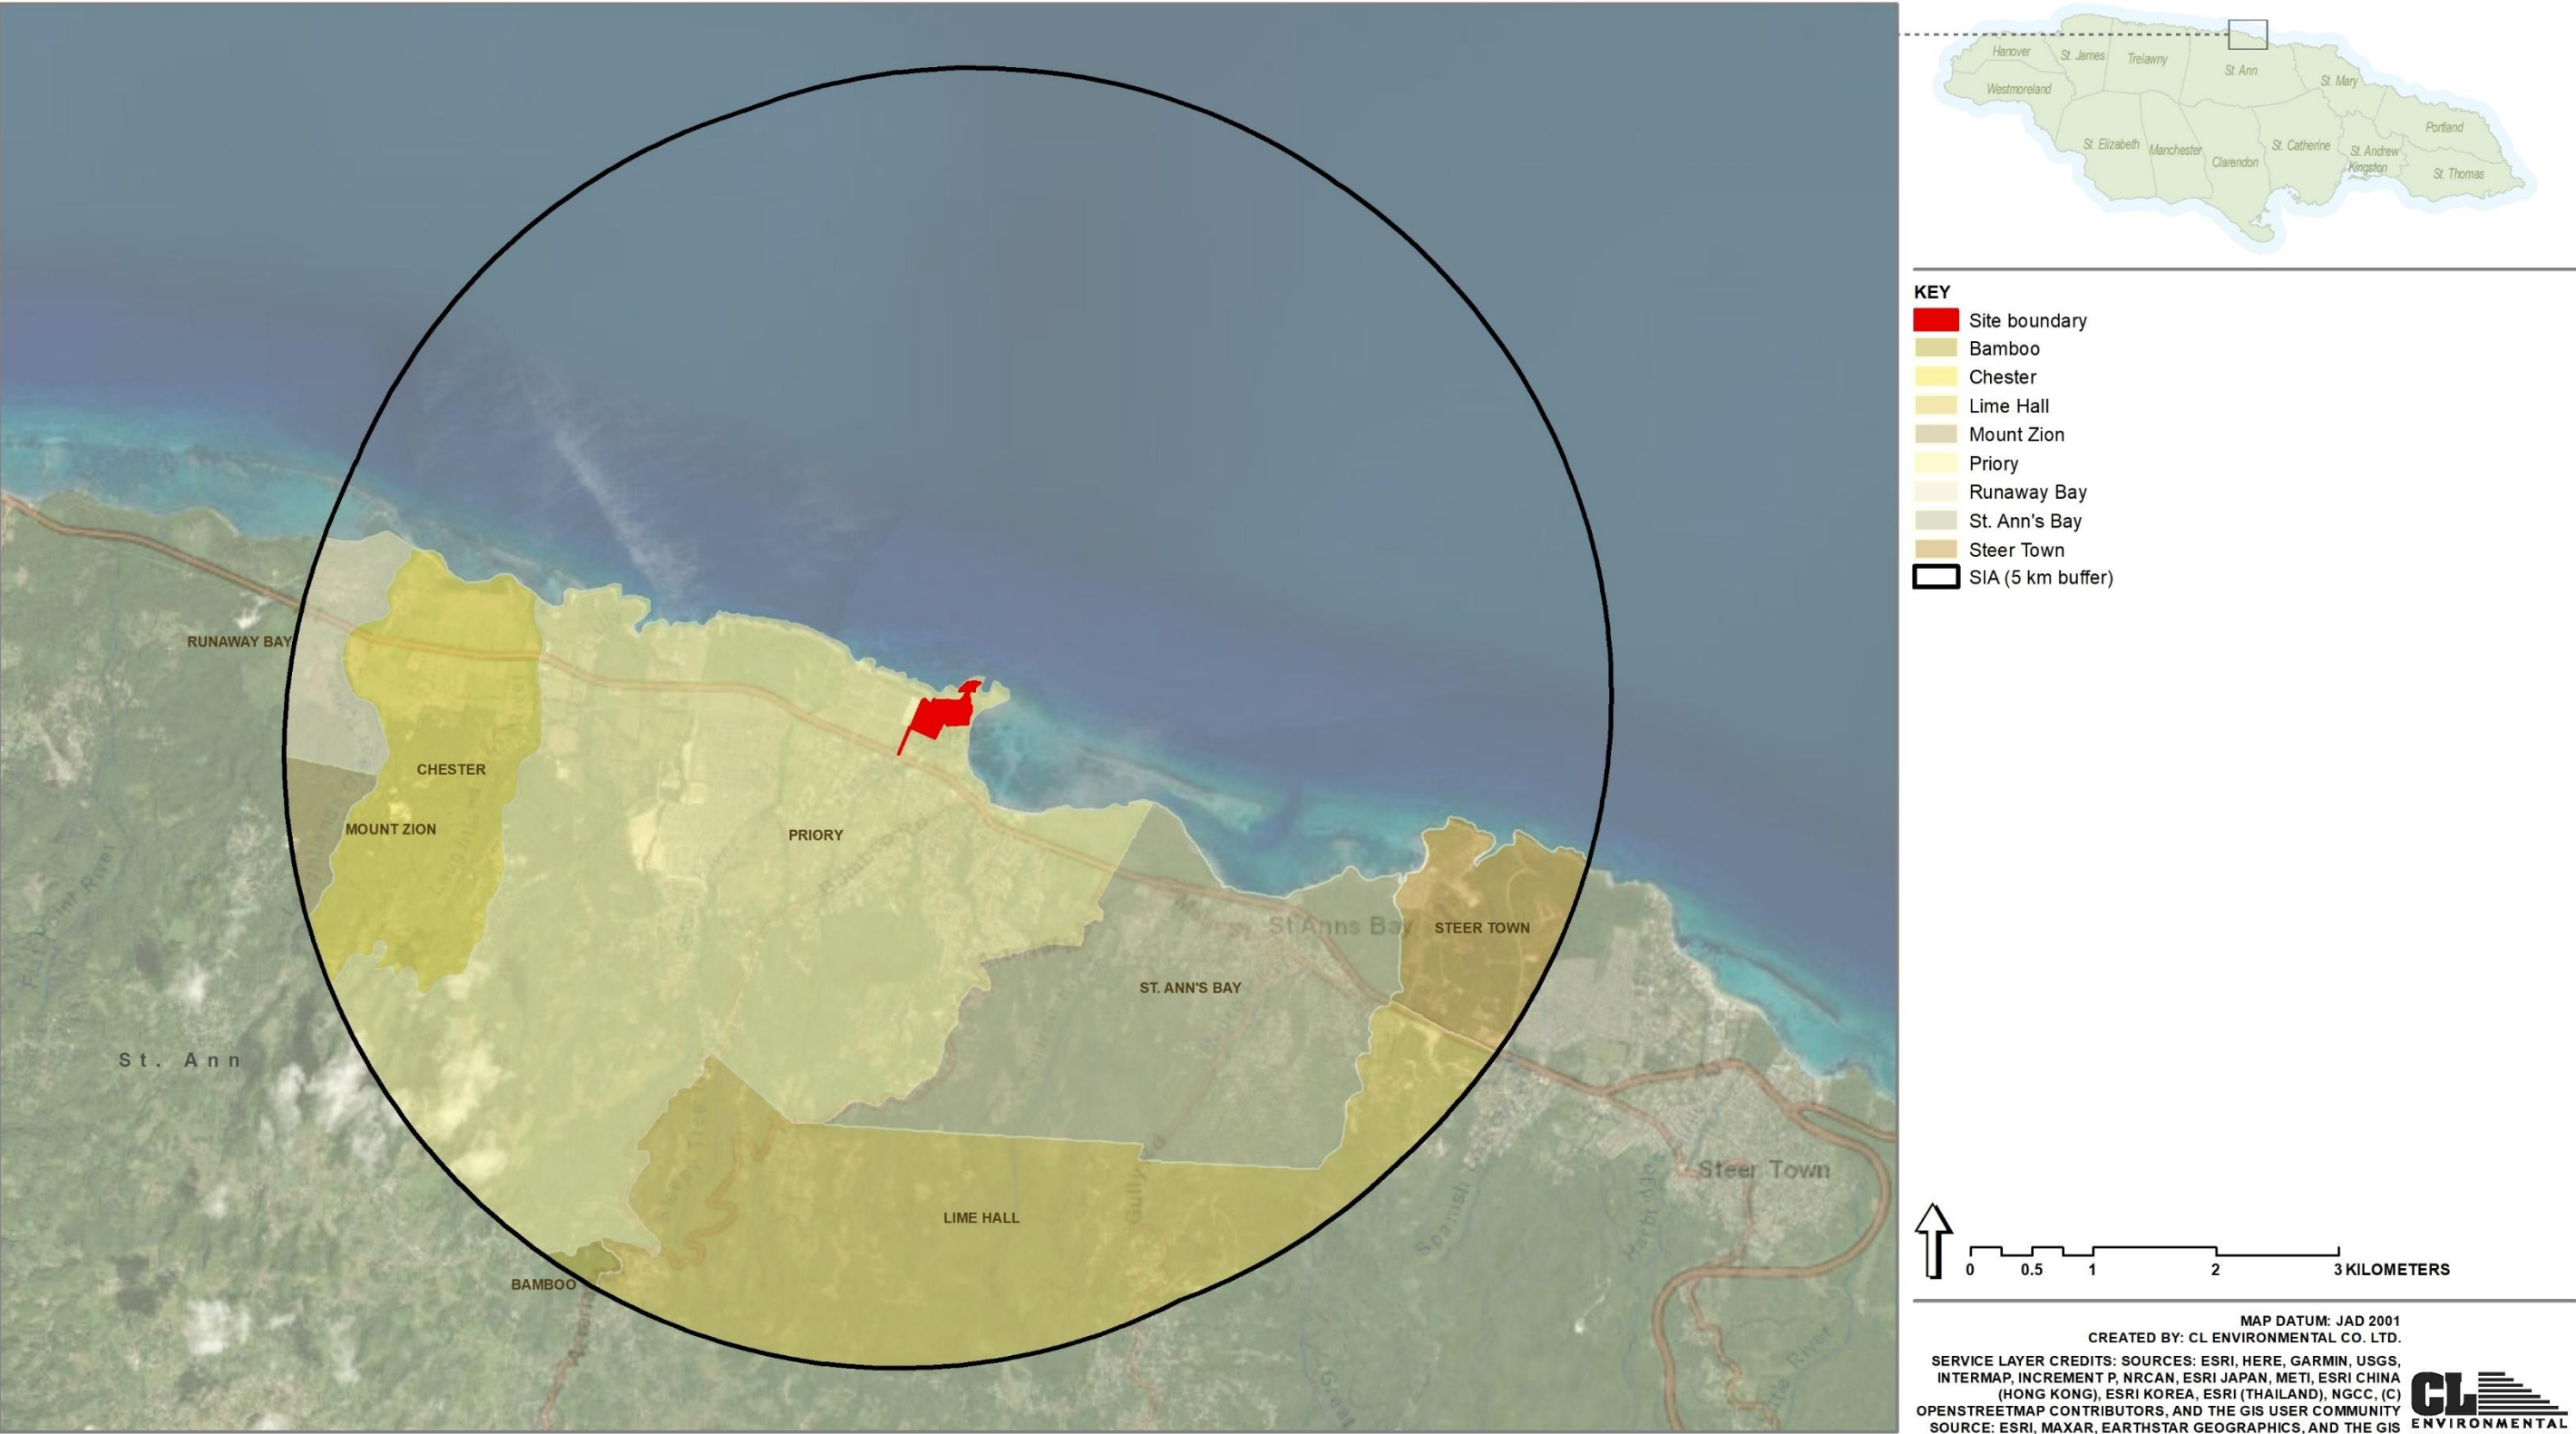 Hanover
St. James
Trelawny
St. Ann
St. Mary
Westmoreland
Portland
St. Elizabeth
Manchester
Clarendon
St. Catherine
St. Andrew
Kingston
St. Thomas
KEY
Site boundary
Bamboo
Chester
Lime Hall
Mount Zion
Priory
Runaway Bay
St. Ann's Bay
Steer Town
SIA (5 km buffer)
RUNAWAY BAY
CHESTER
MOUNT ZION
PRIORY
St Anns Bay
STEER TOWN
ST. ANN'S BAY
St. Ann
A3
Steer Town
LIME HALL
BAMBOO
Gully
Spanish
Great
River
0 0.5 1 2 3 KILOMETERS
MAP DATUM: JAD 2001
CREATED BY: CL ENVIRONMENTAL CO. LTD.
SERVICE LAYER CREDITS: SOURCES: ESRI, HERE, GARMIN, USGS,
INTERMAP, INCREMENT P, NRCAN, ESRI JAPAN, METI, ESRI CHINA
(HONG KONG), ESRI KOREA, ESRI (THAILAND), NGCC, (C)
OPENSTREETMAP CONTRIBUTORS, AND THE GIS USER COMMUNITY
SOURCE: ESRI, MAXAR, EARTHSTAR GEOGRAPHICS, AND THE GIS
CL
ENVIRONMENTAL